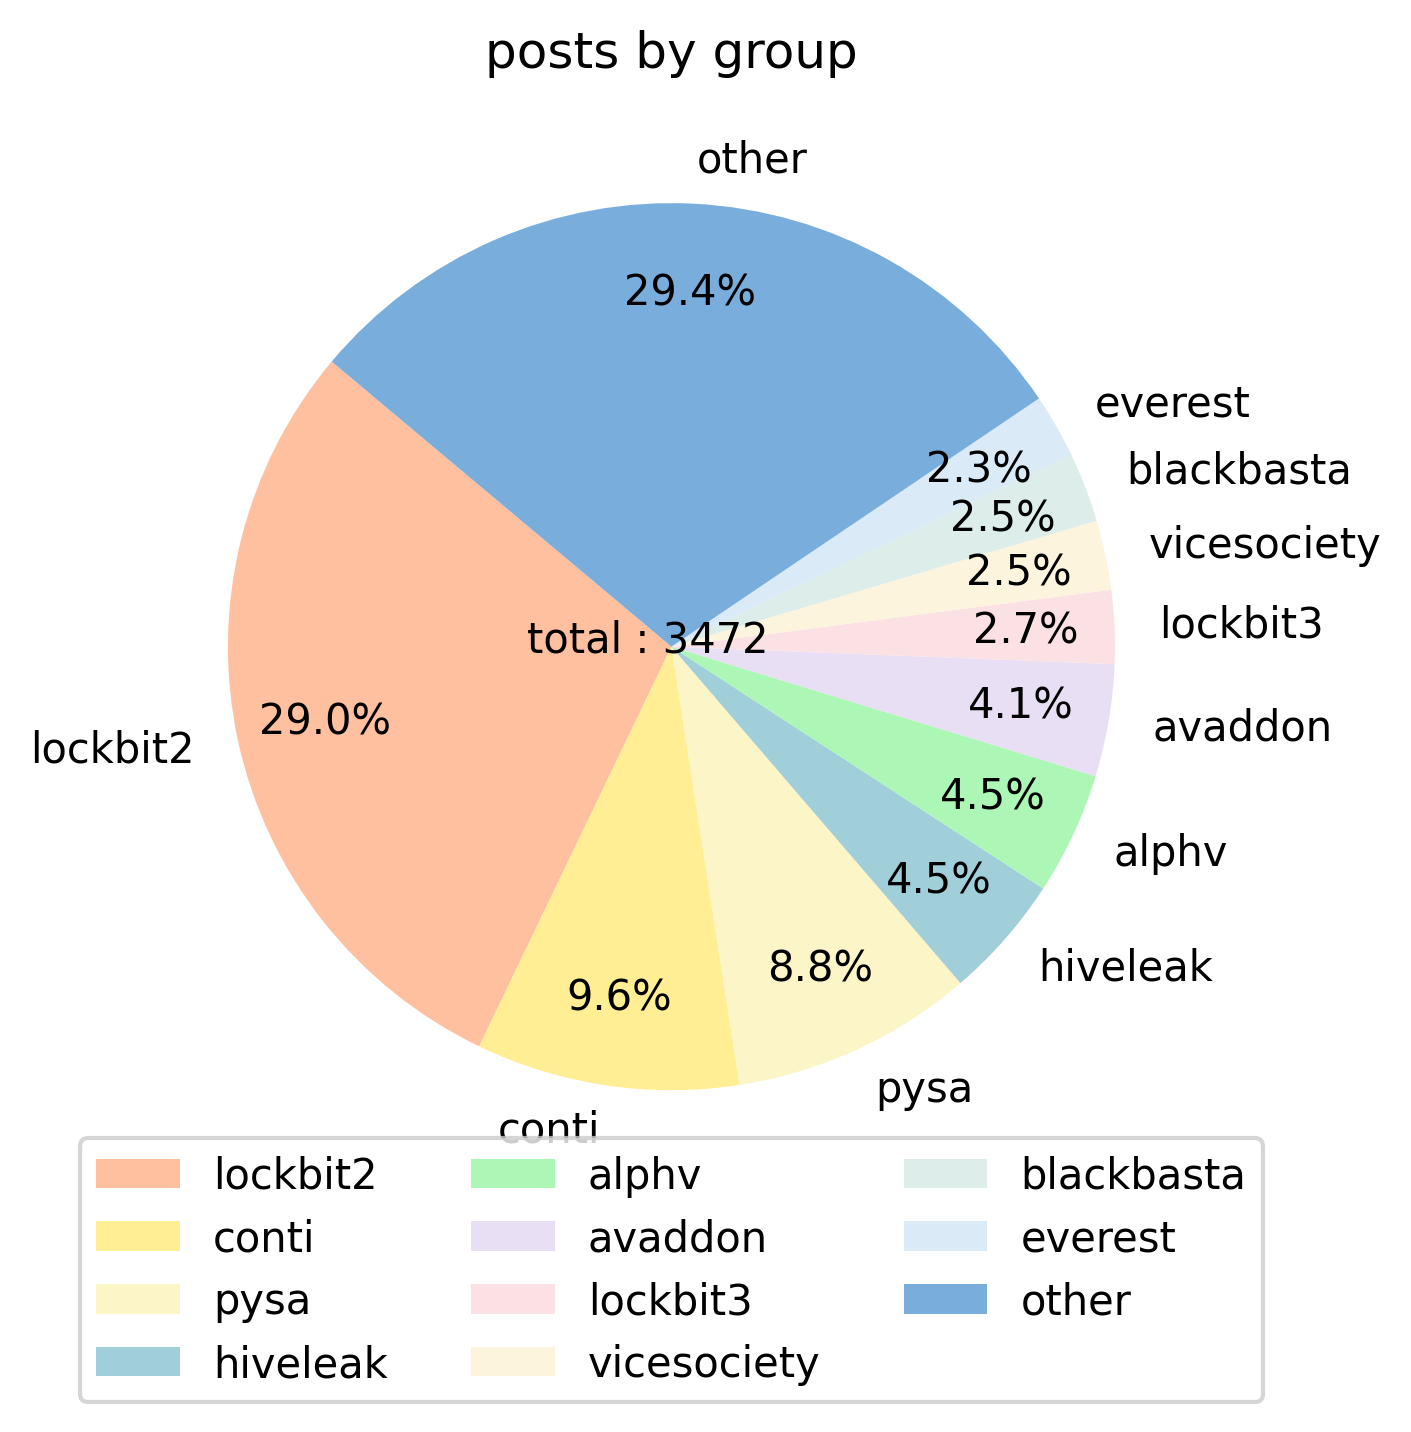 posts by group
other
29.4%
everest
2.3%
blackbasta
2.5%
vicesociety
2.5%
lockbit3
2.7%
total : 3472
avaddon
4.1%
lockbit2
29.0%
alphv
4.5%
hiveleak
4.5%
pysa
8.8%
conti
9.6%
lockbit2
conti
pysa
hiveleak
alphv
avaddon
lockbit3
vicesociety
blackbasta
everest
other